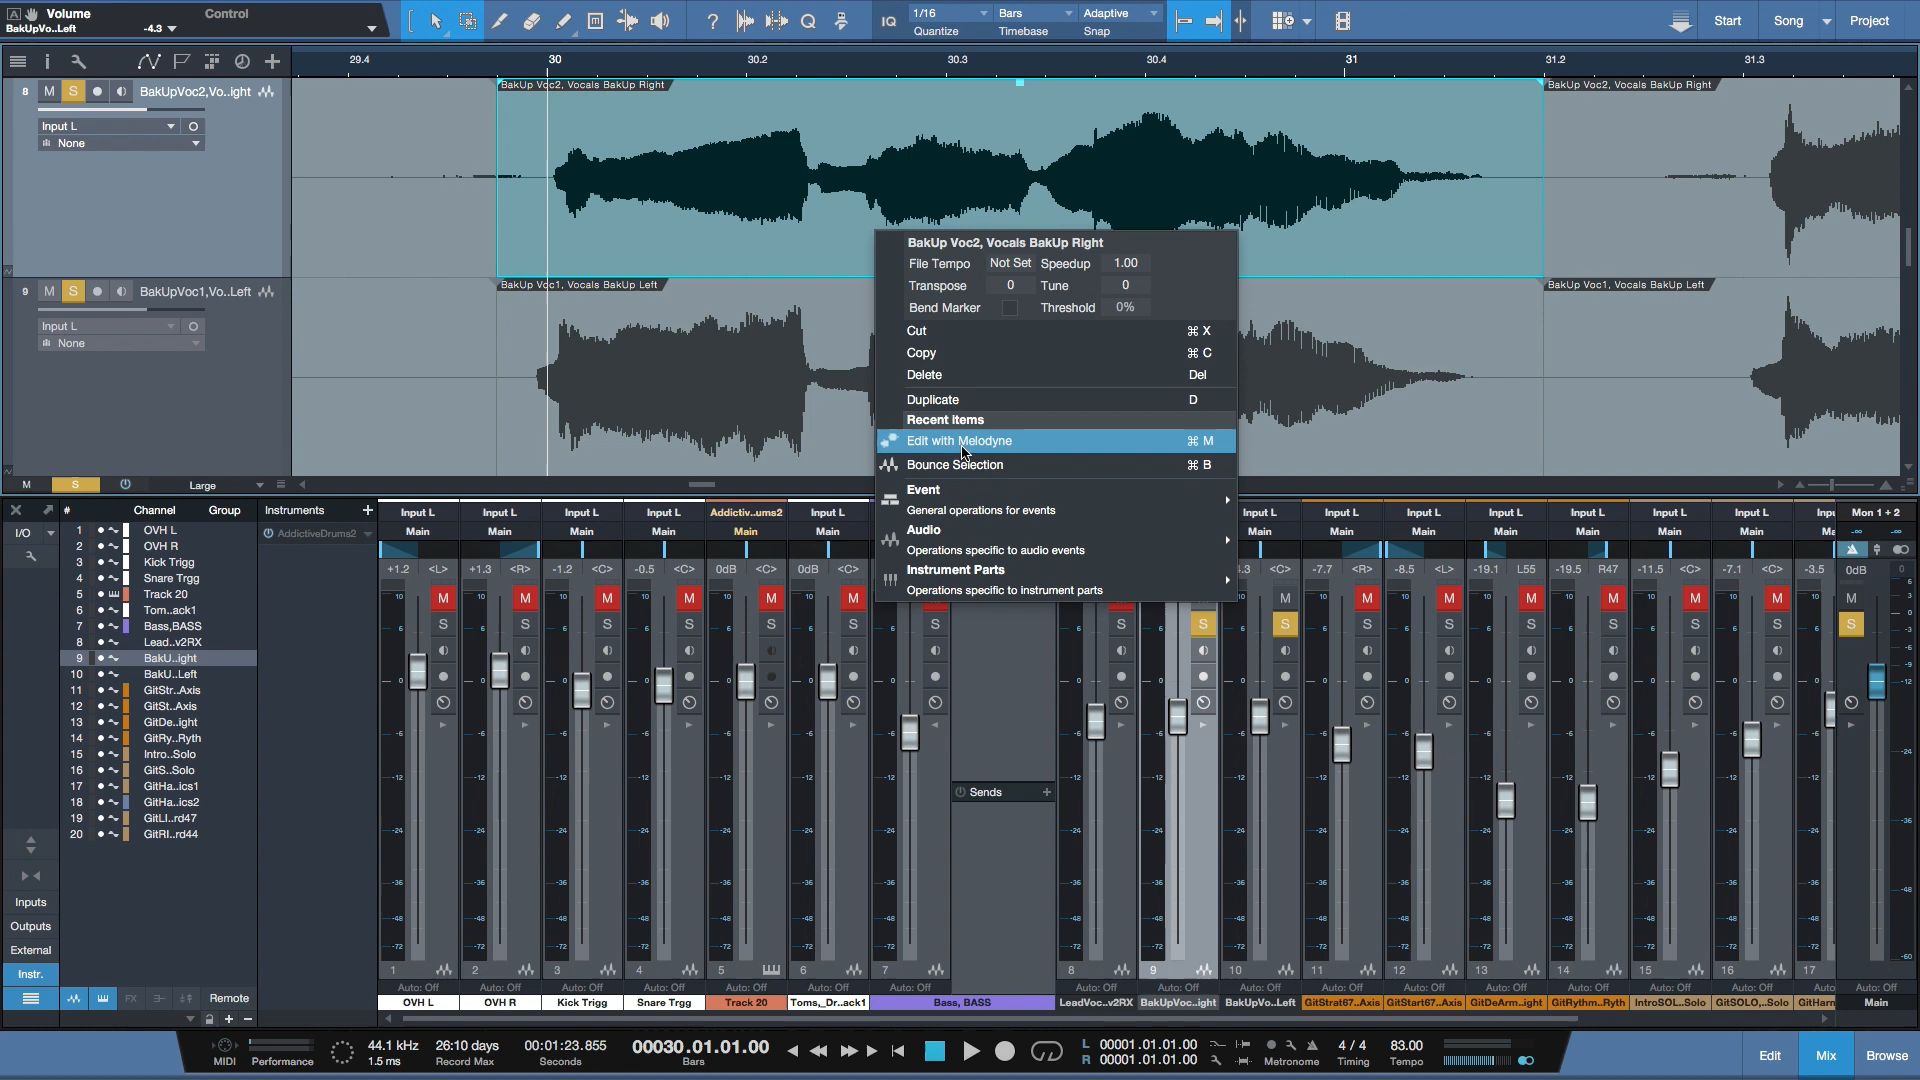 A Volume Control
BakUpVo..Left -4.3
? IQ 1/16 Bars Adaptive Start Song Project
Quantize Timebase Snap
29.4 30 30.2 30.3 30.4 31 31.2 31.3
8 M S BakUpVoc2,Vo..ight
Input L
None
BakUp Voc2, Vocals BakUp Right
BakUp Voc2, Vocals BakUp Right
9 M S BakUpVoc1,Vo..Left
Input L
None
BakUp Voc1, Vocals BakUp Left
BakUp Voc1, Vocals BakUp Left
M S Large
BakUp Voc2, Vocals BakUp Right
File Tempo Not Set Speedup 1.00
Transpose 0 Tune 0
Bend Marker Threshold 0%
Cut ⌘ X
Copy ⌘ C
Delete Del
Duplicate D
Recent Items
Edit with Melodyne ⌘ M
Bounce Selection ⌘ B
Event
General operations for events
Audio
Operations specific to audio events
Instrument Parts
Operations specific to instrument parts
# Channel Group Instruments +
I/O AddictiveDrums2
1 OVH L
2 OVH R
3 Kick Trigg
4 Snare Trgg
5 Track 20
6 Tom..ack1
7 Bass,BASS
8 Lead..v2RX
9 BakU..ight
10 BakU..Left
11 GitStr..Axis
12 GitSt..Axis
13 GitDe..ight
14 GitRy..Ryth
15 Intro..Solo
16 GitS..Solo
17 GitHa..ics1
18 GitHa..ics2
19 GitLI..rd47
20 GitRI..rd44
Inputs
Outputs
External
Instr.
FX Remote
Input L Input L Input L Input L Addictiv..ums2 Input L Input L Input L Input L Input L Input L Input L Input L Inpu Mon 1 + 2
Main Main Main Main Main Main Main Main Main Main Main Main Main Main
+1.2 <L> +1.3 <R> -1.2 <C> -0.5 <C> 0dB <C> 0dB <C> <C> -7.7 <R> -8.5 <L> -19.1 L55 -19.5 R47 -11.5 <C> -7.1 <C> -3.5 0dB
Sends +
1 2 3 4 5 6 7 8 9 10 11 12 13 14 15 16 17
Auto: Off Auto: Off Auto: Off Auto: Off Auto: Off Auto: Off Auto: Off Auto: Off Auto: Off Auto: Off Auto: Off Auto: Off Auto: Off Auto: Off Auto: Off Auto: Off Auto: Off
OVH L OVH R Kick Trigg Snare Trgg Track 20 Toms,_Dr..ack1 Bass, BASS LeadVoc..v2RX BakUpVoc..ight BakUpVo..Left GitStrat67..Axis GitStart67..Axis GitDeArm..ight GitRythm..Ryth IntroSOL..Solo GitSOLO,..Solo GitHarn Main
MIDI Performance
44.1 kHz
1.5 ms
26:10 days
Record Max
00:01:23.855
Seconds
00030.01.01.00
Bars
L 00001.01.01.00
R 00001.01.01.00
Metronome
4 / 4
Timing
83.00
Tempo
Edit Mix Browse